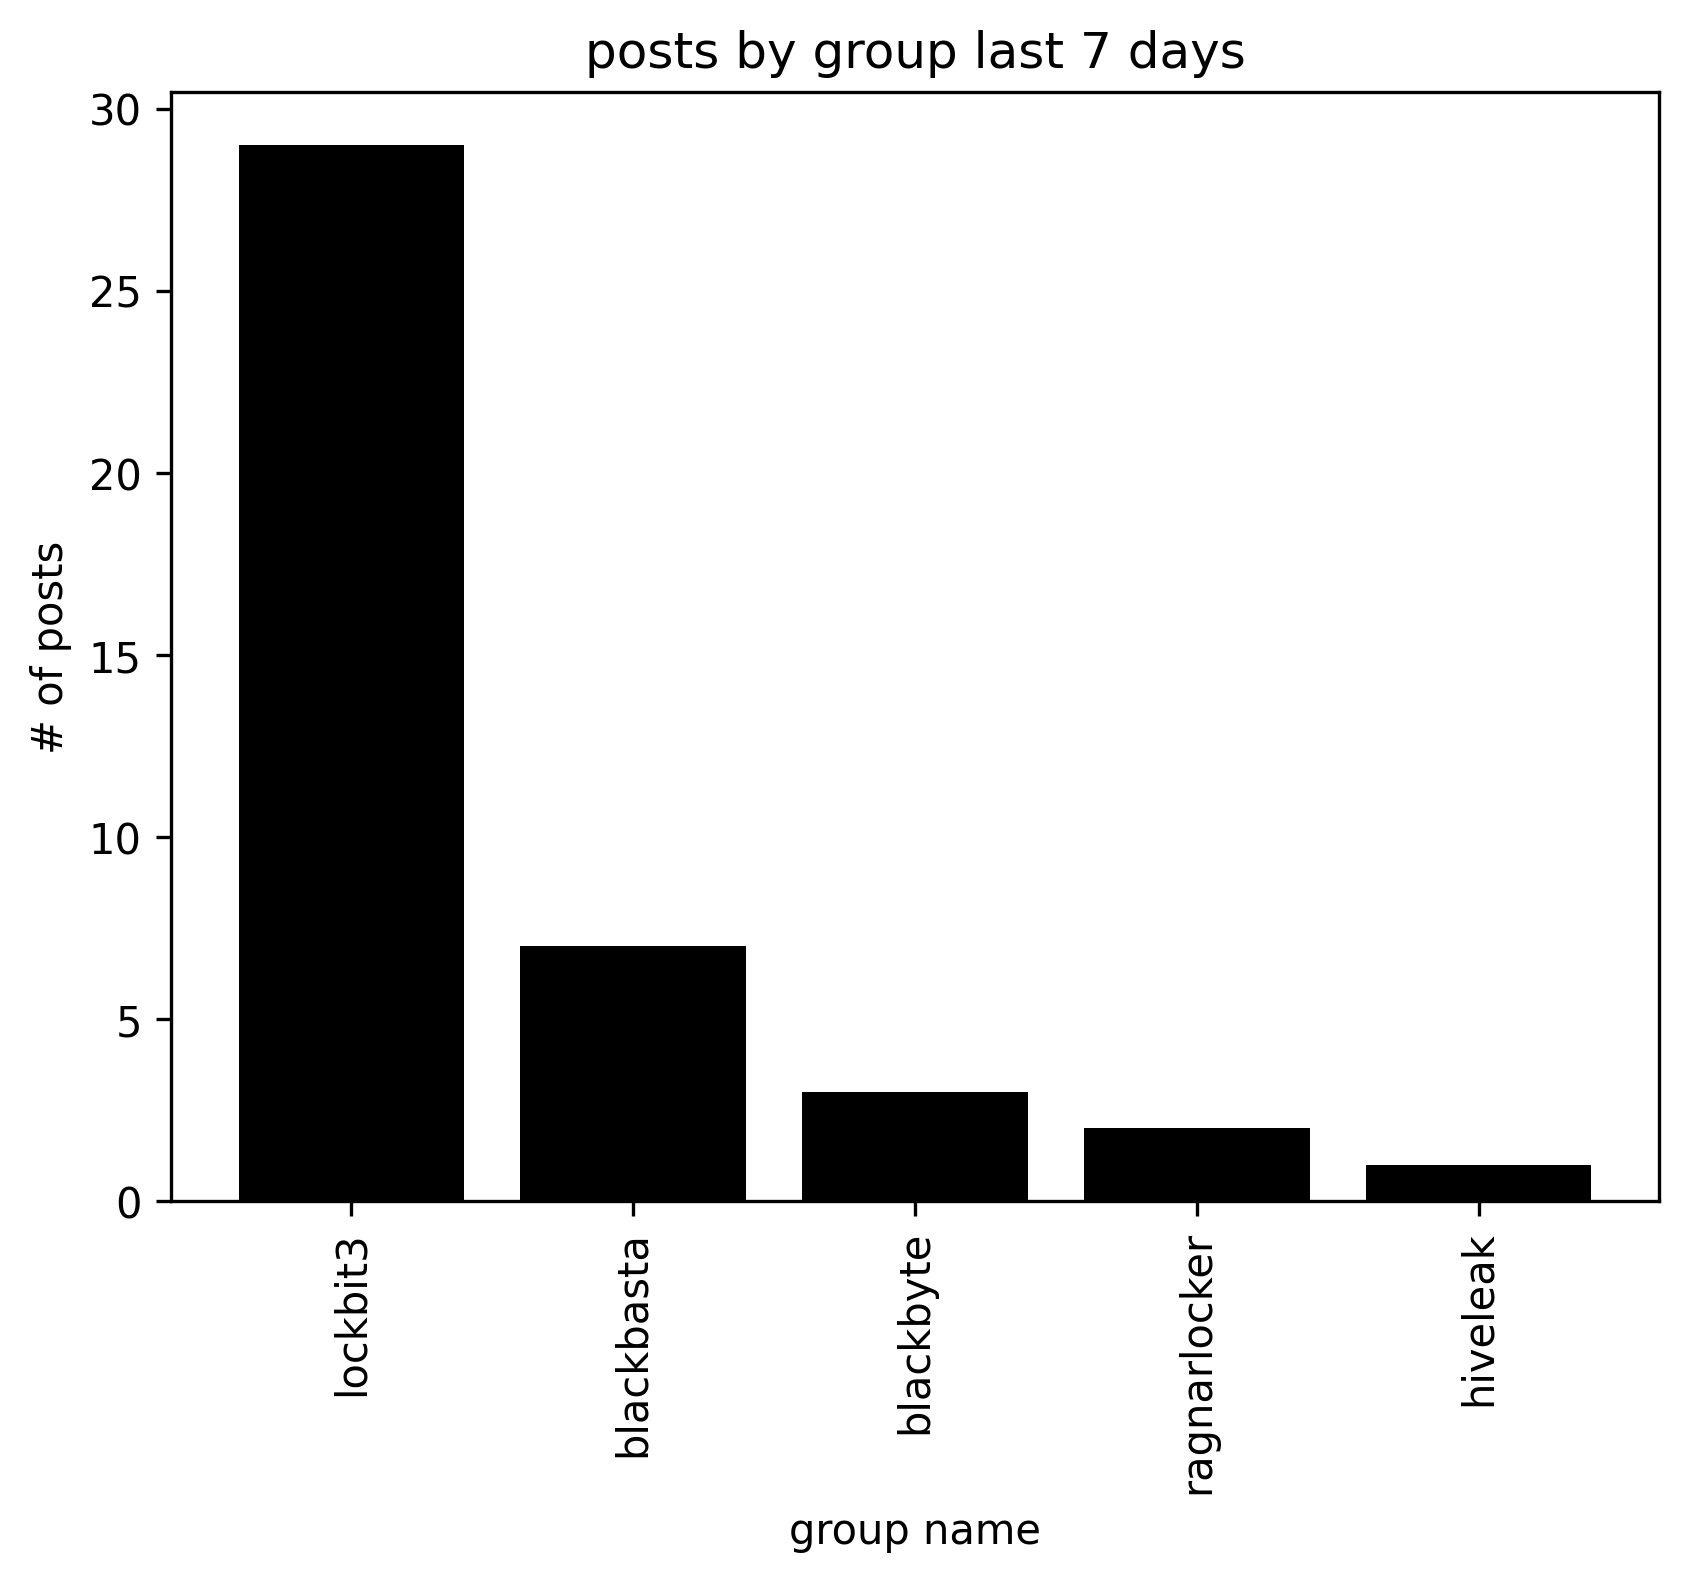 posts by group last 7 days
30
25
20
15
10
5
0
# of posts
lockbit3
blackbasta
blackbyte
ragnarlocker
hiveleak
group name